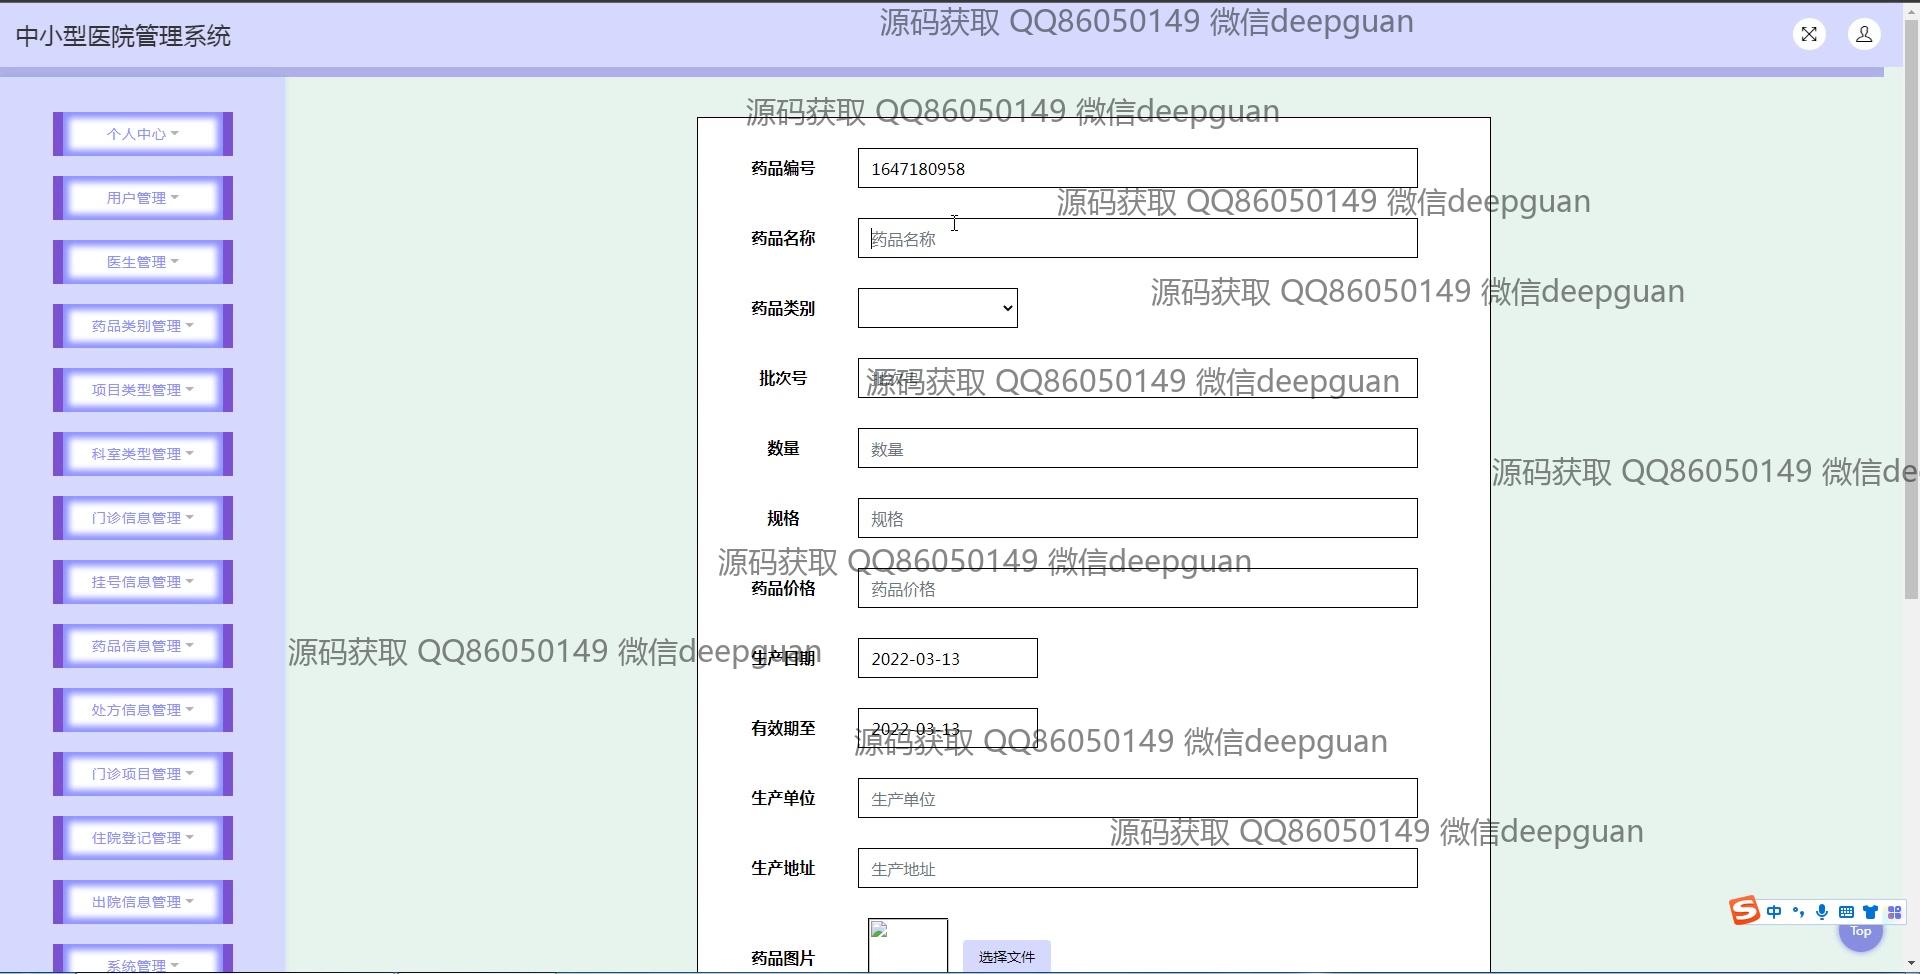 源码获取 QQ86050149 微信deepguan
中小型医院管理系统
源码获取 QQ86050149 微信deepguan
个人中心
药品编号
1647180958
用户管理
源码获取 QQ86050149 微信deepguan
药品名称
药品名称
医生管理
源码获取 QQ86050149 微信deepguan
药品类别
药品类别管理
批次号
源码获取 QQ86050149 微信deepguan
项目类型管理
数量
数量
科室类型管理
源码获取 QQ86050149 微信de
规格
规格
门诊信息管理
源码获取 QQ86050149 微信deepguan
药品价格
药品价格
挂号信息管理
药品信息管理
源码获取 QQ86050149 微信deepguan
生产日期
2022-03-13
处方信息管理
有效期至
2022-03-13
源码获取 QQ86050149 微信deepguan
门诊项目管理
生产单位
生产单位
住院登记管理
源码获取 QQ86050149 微信deepguan
生产地址
生产地址
出院信息管理
中
Top
药品图片
选择文件
系统管理